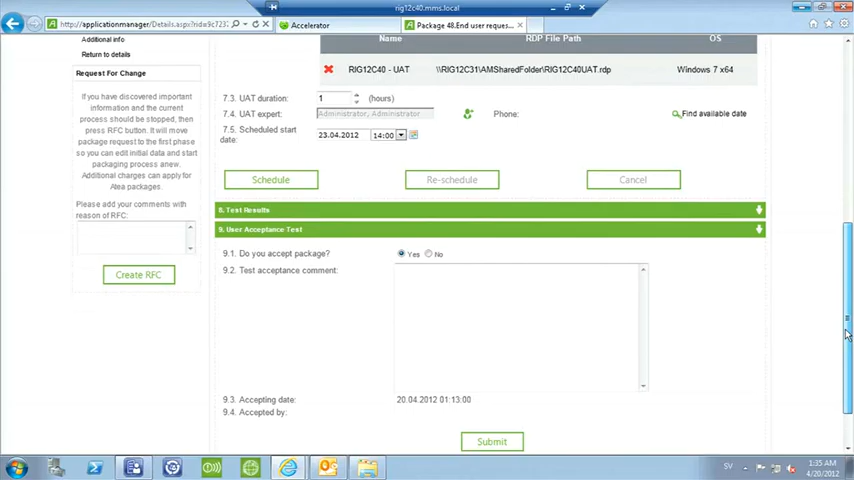 rig12c40.mms.local
http://applicationmanager/Details.aspx?rid=9c7237
Accelerator
Package 48.End user reques...
Additional info
Return to details
Request For Change
If you have discovered important
information and the current
process should be stopped, then
press RFC button. It will move
package request to the first phase
so you can edit initial data and start
packaging process anew.
Additional charges can apply for
Atea packages.
Please add your comments with
reason of RFC:
Create RFC
Name
RDP File Path
OS
RIG12C40 - UAT
\\RIG12C31\AMSharedFolder\RIG12C40UAT.rdp
Windows 7 x64
7.3. UAT duration:
1
(hours)
7.4. UAT expert:
Administrator, Administrator
Phone:
Find available date
7.5. Scheduled start
date:
23.04.2012
14:00
Schedule
Re-schedule
Cancel
8. Test Results
9. User Acceptance Test
9.1. Do you accept package?
Yes
No
9.2. Test acceptance comment:
9.3. Accepting date:
20.04.2012 01:13:00
9.4. Accepted by:
Submit
SV
1:35 AM
4/20/2012